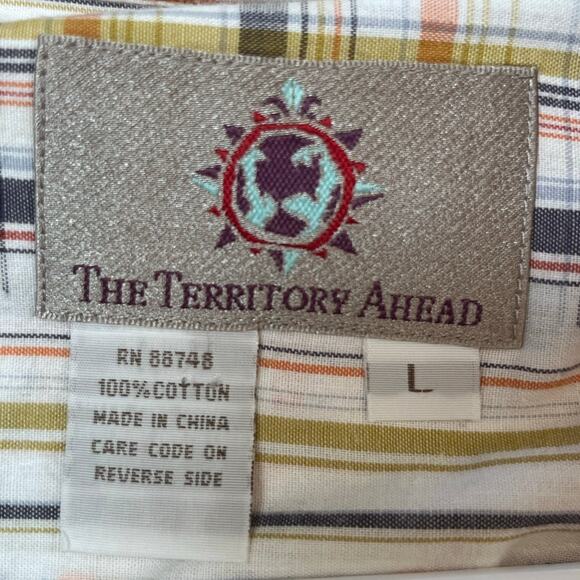 THE TERRITORY AHEAD
RN 88748
100% COTTON
MADE IN CHINA
CARE CODE ON
REVERSE SIDE
L